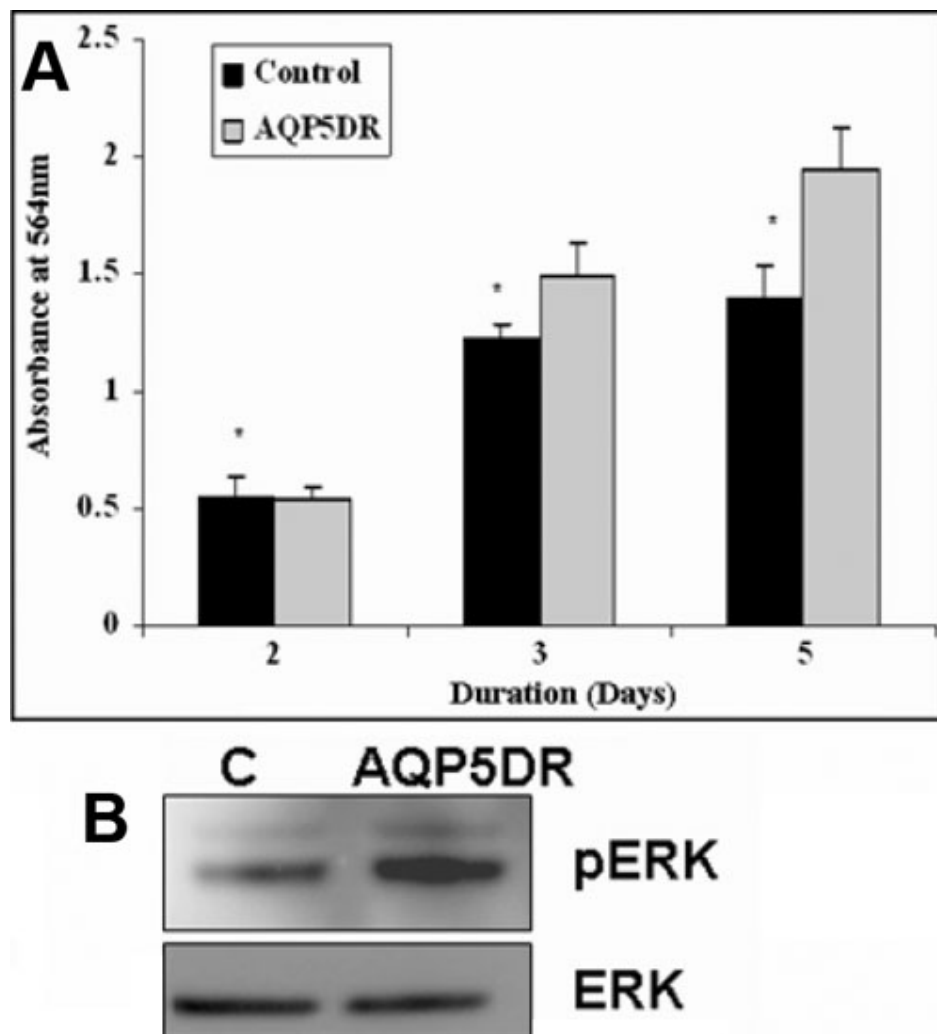 A
2.5
2
1.5
1
0.5
0
Absorbance at 564nm
Control
AQP5DR
*
*
*
2 3 5
Duration (Days)
B
C AQP5DR
pERK
ERK